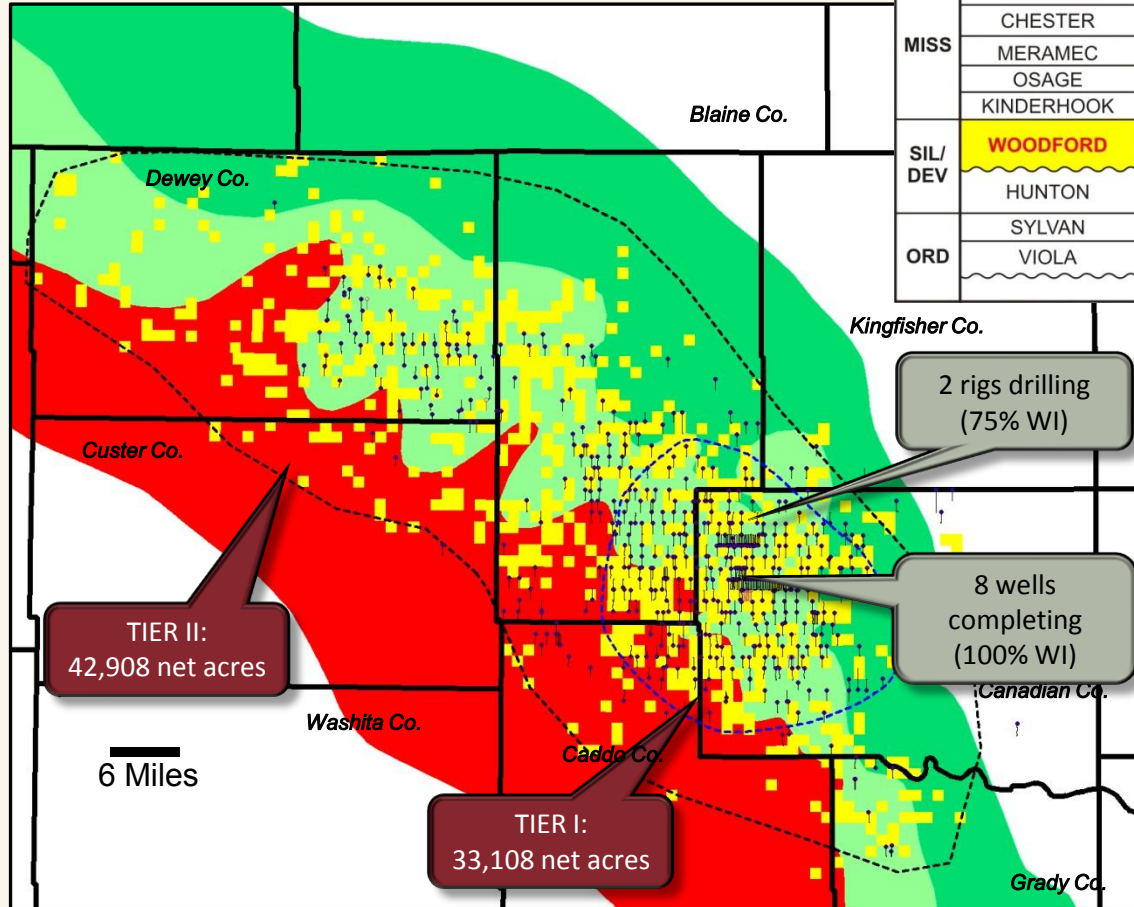 CHESTER
MISS
MERAMEC
OSAGE
KINDERHOOK
SIL/
DEV
WOODFORD
HUNTON
ORD
SYLVAN
VIOLA
Blaine Co.
Dewey Co.
Kingfisher Co.
2 rigs drilling
(75% WI)
Custer Co.
8 wells
completing
(100% WI)
TIER II:
42,908 net acres
Canadian Co.
Washita Co.
Caddo Co.
6 Miles
TIER I:
33,108 net acres
Grady Co.